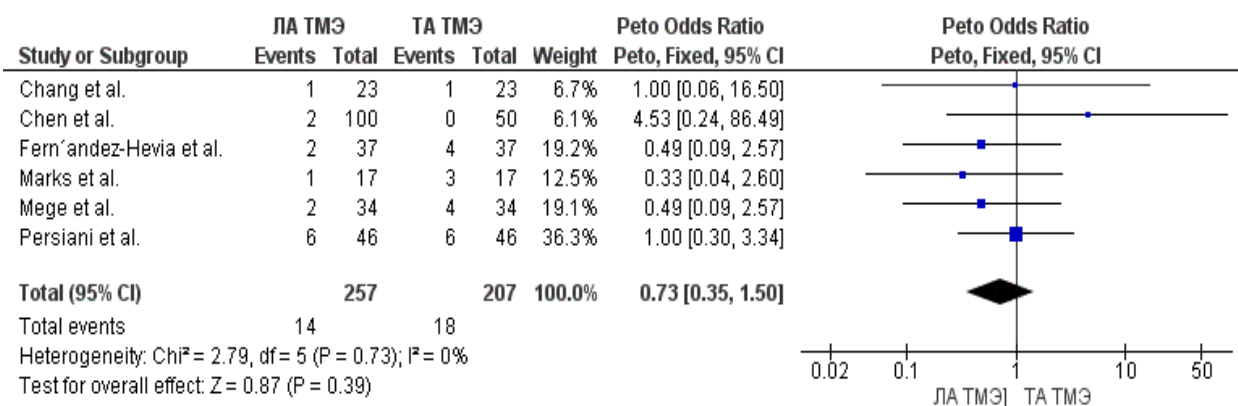 ЛА ТМЭ ТА ТМЭ Peto Odds Ratio Peto Odds Ratio
Study or Subgroup Events Total Events Total Weight Peto, Fixed, 95% CI Peto, Fixed, 95% CI
Chang et al. 1 23 1 23 6.7% 1.00 [0.06, 16.50]
Chen et al. 2 100 0 50 6.1% 4.53 [0.24, 86.49]
Fern´andez-Hevia et al. 2 37 4 37 19.2% 0.49 [0.09, 2.57]
Marks et al. 1 17 3 17 12.5% 0.33 [0.04, 2.60]
Mege et al. 2 34 4 34 19.1% 0.49 [0.09, 2.57]
Persiani et al. 6 46 6 46 36.3% 1.00 [0.30, 3.34]
Total (95% CI) 257 207 100.0% 0.73 [0.35, 1.50]
Total events 14 18
Heterogeneity: Chi² = 2.79, df = 5 (P = 0.73); I² = 0%
Test for overall effect: Z = 0.87 (P = 0.39)
0.02 0.1 1 10 50
ЛА ТМЭ] ТА ТМЭ